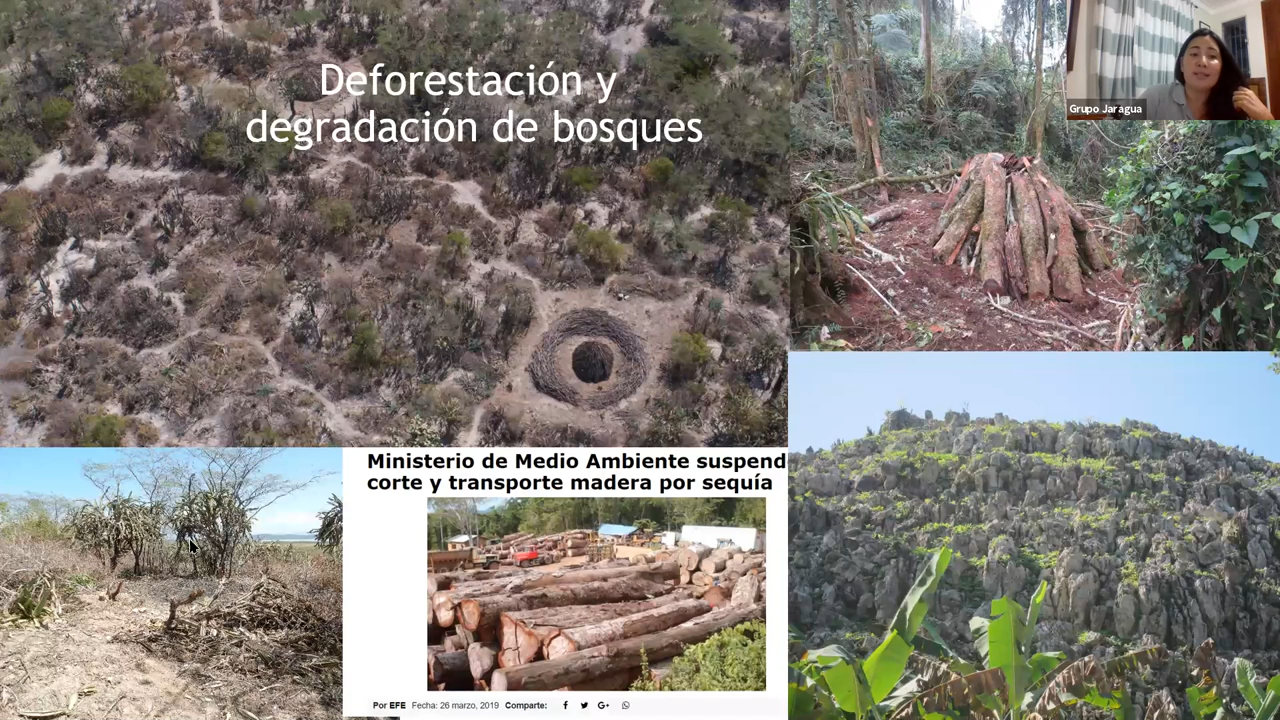 Deforestación y
degradación de bosques
Grupo Jaragua
Ministerio de Medio Ambiente suspend
corte y transporte madera por sequía
Por EFE Fecha: 26 marzo, 2019 Comparte: